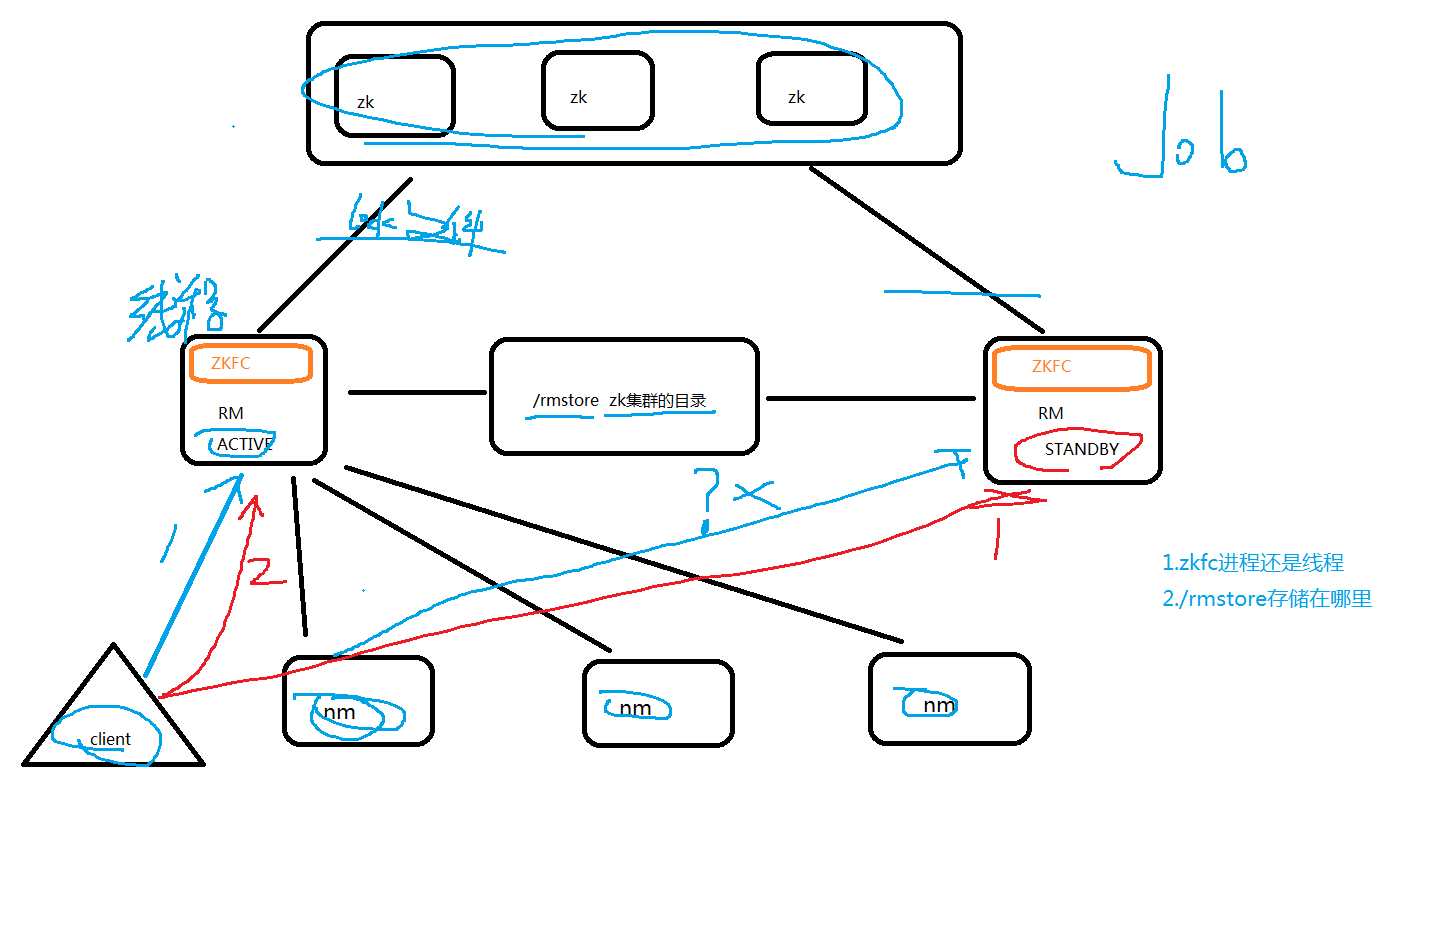 zk
zk
zk
Job
线程
ZKFC
RM
ACTIVE
/rmstore zk集群的目录
ZKFC
RM
STANDBY
? ×
1
2
1
1.zkfc进程还是线程
2./rmstore存储在哪里
client
nm
nm
nm